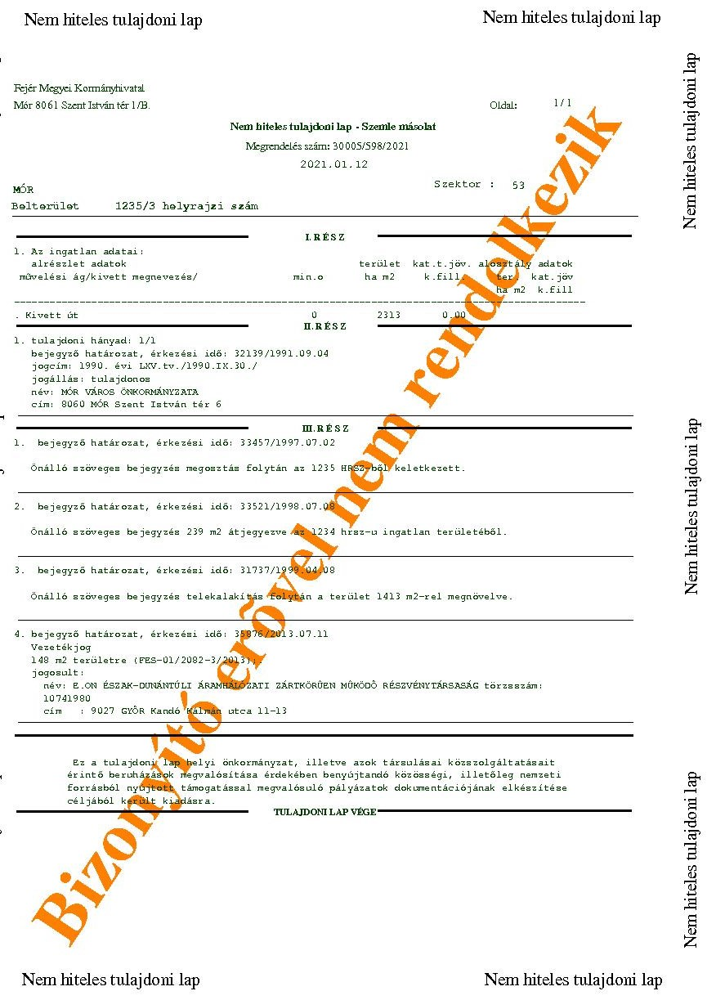 Nem hiteles tulajdoni lap
Nem hiteles tulajdoni lap
Nem hiteles tulajdoni lap
Fejér Megyei Kormányhivatal
Mór 8061 Szent István tér 1/B.
Oldal: 1 / 1
Nem hiteles tulajdoni lap - Szemle másolat
Megrendelés szám: 30005/598/2021
2021.01.12
Szektor : 53
MÓR
Belterület 1235/3 helyrajzi szám
I. RÉSZ
1. Az ingatlan adatai:
alrészlet adatok terület kat.t.jöv. alosztály adatok
művelési ág/kivett megnevezés/ min.o ha m2 k.fill. ter. kat.jöv
ha m2 k.fill
. Kivett út 0 2313 0.00
II. RÉSZ
1. tulajdoni hányad: 1/1
bejegyző határozat, érkezési idő: 32139/1991.09.04
jogcím: 1990. évi LXV.tv./1990.IX.30./
jogállás: tulajdonos
név: MÓR VÁROS ÖNKORMÁNYZATA
cím: 8060 MÓR Szent István tér 6
III. RÉSZ
1. bejegyző határozat, érkezési idő: 33457/1997.07.02
Önálló szöveges bejegyzés megosztás folytán az 1235 HRSZ-ből keletkezett.
2. bejegyző határozat, érkezési idő: 33521/1998.07.08
Önálló szöveges bejegyzés 239 m2 átjegyezve az 1234 hrsz-u ingatlan területéből.
3. bejegyző határozat, érkezési idő: 31737/1999.04.08
Önálló szöveges bejegyzés telekalakítás folytán a terület 1413 m2-rel megnövelve.
4. bejegyző határozat, érkezési idő: 35876/2013.07.11
Vezetékjog
148 m2 területre (FES-01/2082-3/2013);.
jogosult:
név: E.ON ÉSZAK-DUNÁNTÚLI ÁRAMHÁLÓZATI ZÁRTKÖRŰEN MŰKÖDŐ RÉSZVÉNYTÁRSASÁG törzsszám:
10741980
cím : 9027 GYŐR Kandó Kálmán utca 11-13
Ez a tulajdoni lap helyi önkormányzat, illetve azok társulásai közszolgáltatásait
érintő beruházások megvalósítása érdekében benyújtandó közösségi, illetőleg nemzeti
forrásból nyújtott támogatással megvalósuló pályázatok dokumentációjának elkészítése
céljából került kiadásra.
TULAJDONI LAP VÉGE
Bizonyító erõvel nem rendelkezik
Nem hiteles tulajdoni lap
Nem hiteles tulajdoni lap
Nem hiteles tulajdoni lap
Nem hiteles tulajdoni lap